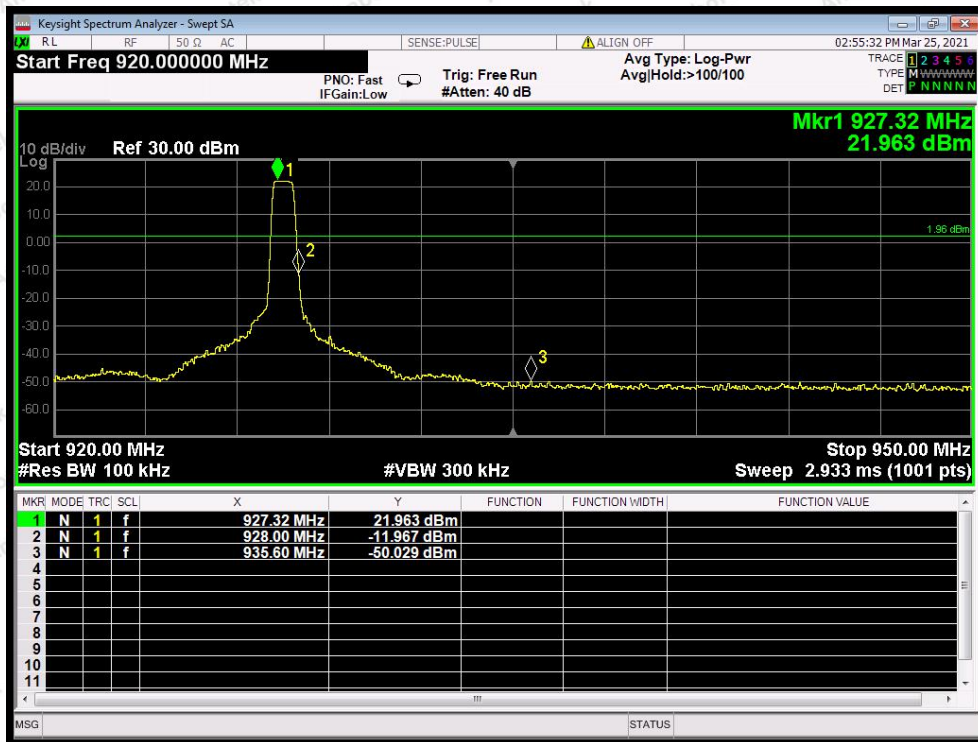 Keysight Spectrum Analyzer - Swept SA
LXI RL RF 50 Ω AC SENSE:PULSE ALIGN OFF 02:55:32 PM Mar 25, 2021
Start Freq 920.000000 MHz
PNO: Fast
IFGain:Low
Trig: Free Run
#Atten: 40 dB
Avg Type: Log-Pwr
Avg|Hold:>100/100
TRACE 1 2 3 4 5 6
TYPE M W W W W W
DET P N N N N N
Mkr1 927.32 MHz
21.963 dBm
10 dB/div Ref 30.00 dBm
Log
1
20.0
10.0
1.96 dBm
0.00
2
-10.0
-20.0
-30.0
-40.0
3
-50.0
-60.0
Start 920.00 MHz Stop 950.00 MHz
#Res BW 100 kHz #VBW 300 kHz Sweep 2.933 ms (1001 pts)
MKR MODE TRC SCL X Y FUNCTION FUNCTION WIDTH FUNCTION VALUE
1 N 1 f 927.32 MHz 21.963 dBm
2 N 1 f 928.00 MHz -11.967 dBm
3 N 1 f 935.60 MHz -50.029 dBm
4
5
6
7
8
9
10
11
MSG STATUS